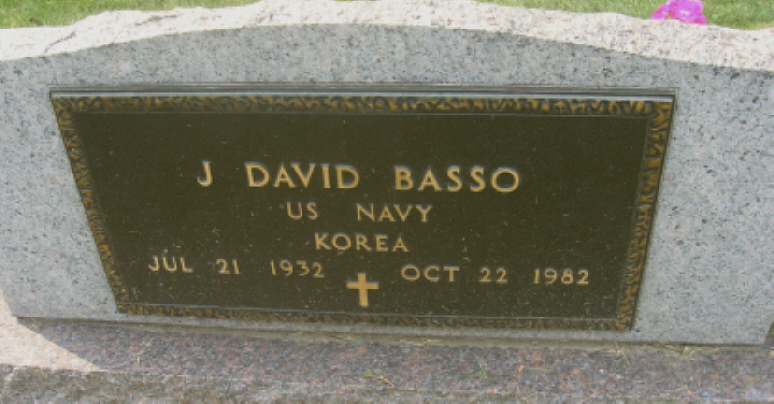 J DAVID BASSO
US NAVY
KOREA
JUL 21 1932 OCT 22 1982